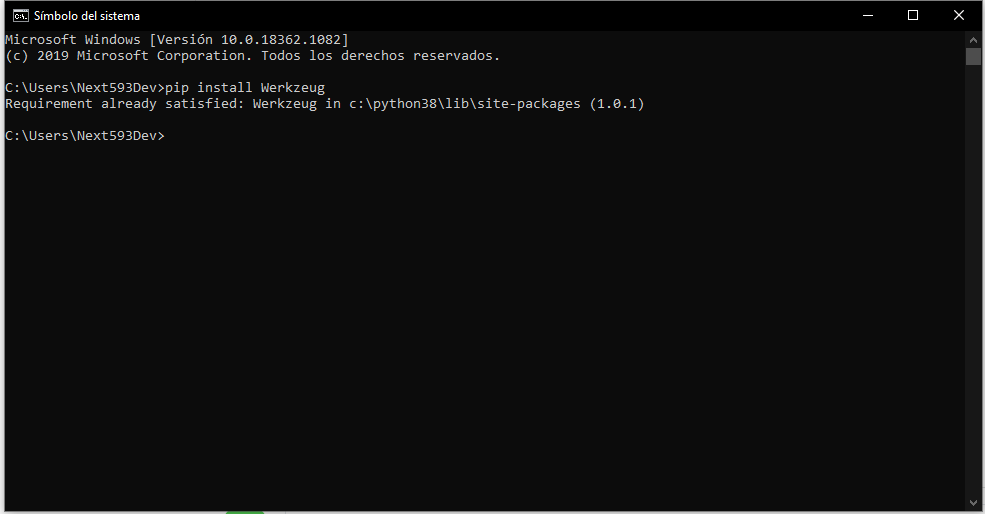 Símbolo del sistema
Microsoft Windows [Versión 10.0.18362.1082]
(c) 2019 Microsoft Corporation. Todos los derechos reservados.
C:\Users\Next593Dev>pip install Werkzeug
Requirement already satisfied: Werkzeug in c:\python38\lib\site-packages (1.0.1)
C:\Users\Next593Dev>